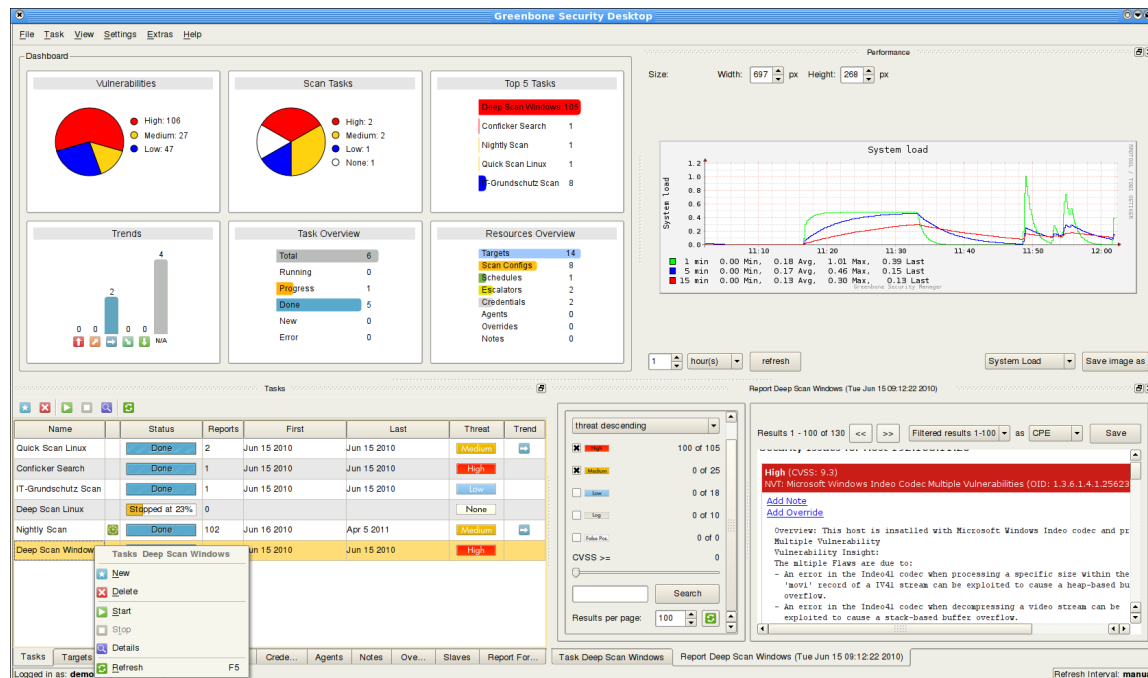 Greenbone Security Desktop
File Task View Settings Extras Help
Dashboard
Vulnerabilities
High: 106
Medium: 27
Low: 47
Scan Tasks
High: 2
Medium: 2
Low: 1
None: 1
Top 5 Tasks
Deep Scan Windows 105
Conficker Search 1
Nightly Scan 1
Quick Scan Linux 1
IT-Grundschutz Scan 8
Trends
0 0 2 0 0 4
N/A
Task Overview
Total 6
Running 0
Progress 1
Done 5
New 0
Error 0
Resources Overview
Targets 14
Scan Configs 8
Schedules 1
Escalators 2
Credentials 2
Agents 0
Overrides 0
Notes 0
Performance
Size: Width: 697 px Height: 268 px
System load
RRDTOOL / TOBI OETIKER
System load
1.2
1.0
0.8
0.6
0.4
0.2
0.0
11:10 11:20 11:30 11:40 11:50 12:00
1 min 0.00 Min, 0.18 Avg, 1.01 Max, 0.39 Last
5 min 0.00 Min, 0.17 Avg, 0.46 Max, 0.15 Last
15 min 0.00 Min, 0.13 Avg, 0.30 Max, 0.13 Last
Greenbone Security Manager
1 hour(s) refresh System Load Save image as
Tasks
Name Status Reports First Last Threat Trend
Quick Scan Linux Done 2 Jun 15 2010 Jun 15 2010 Medium
Conficker Search Done 1 Jun 15 2010 Jun 15 2010 High
IT-Grundschutz Scan Done 1 Jun 15 2010 Jun 15 2010 Low
Deep Scan Linux Stopped at 23% 0 None
Nightly Scan Done 102 Jun 16 2010 Apr 5 2011 Medium
Deep Scan Window un 15 2010 Jun 15 2010 High
Tasks Deep Scan Windows
New
Delete
Start
Stop
Details
Refresh F5
Tasks Targets Crede... Agents Notes Ove... Slaves Report For...
Logged in as: demo
threat descending
High 100 of 105
Medium 0 of 25
Low 0 of 18
Log 0 of 10
False Pos. 0 of 0
CVSS >= 0
Search
Results per page: 100
Task Deep Scan Windows Report Deep Scan Windows (Tue Jun 15 09:12:22 2010)
Report Deep Scan Windows (Tue Jun 15 09:12:22 2010)
Results 1 - 100 of 130 << >> Filtered results 1-100 as CPE Save
High (CVSS: 9.3)
NVT: Microsoft Windows Indeo Codec Multiple Vulnerabilities (OID: 1.3.6.1.4.1.25623
Add Note
Add Override
Overview: This host is installed with Microsoft Windows Indeo codec and pr
Multiple Vulnerability
Vulnerability Insight:
The mltiple Flaws are due to:
- An error in the Indeo41 codec when processing a specific size within the
'movi' record of a IV41 stream can be exploited to cause a heap-based bu
overflow.
- An error in the Indeo41 codec when decompressing a video stream can be
exploited to cause a stack-based buffer overflow.
Refresh Interval: manu